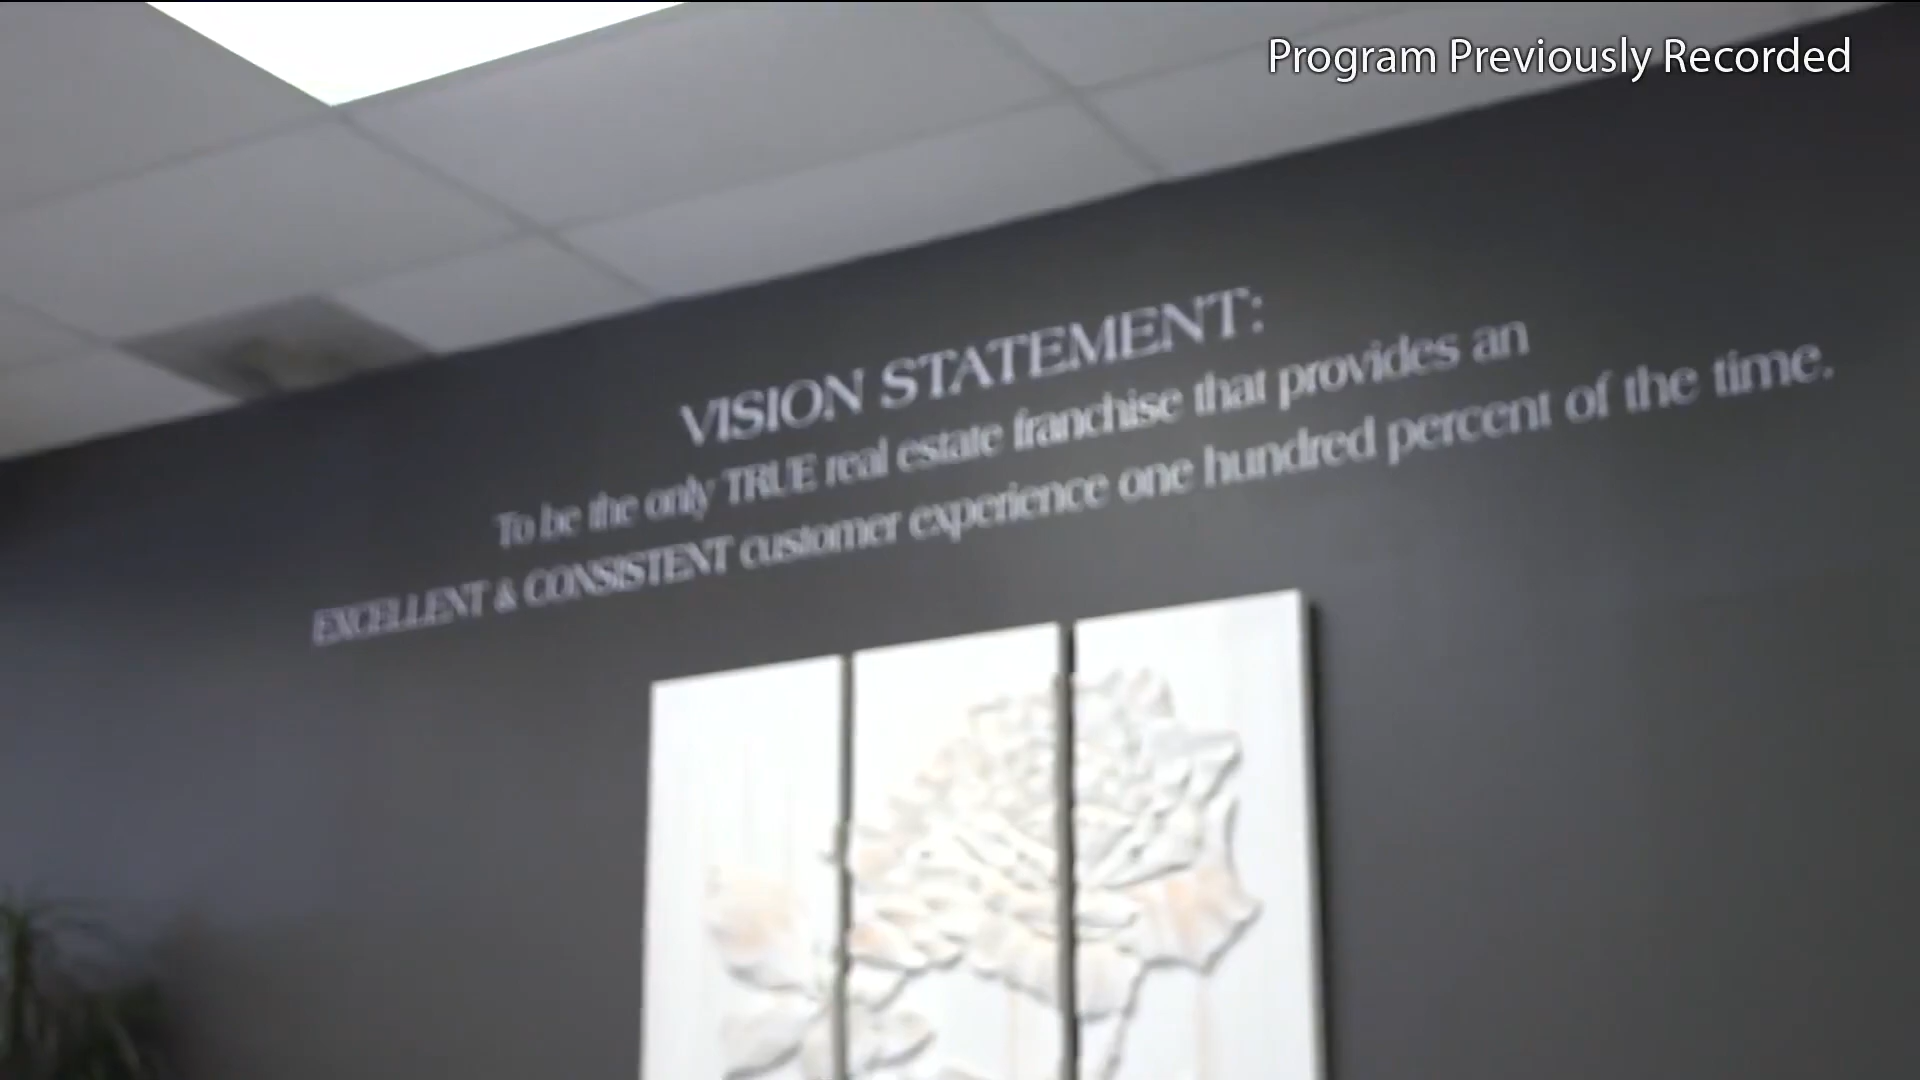 Program Previously Recorded
VISION STATEMENT:
To be the only TRUE real estate franchise that provides an
EXCELLENT & CONSISTENT customer experience one hundred percent of the time.